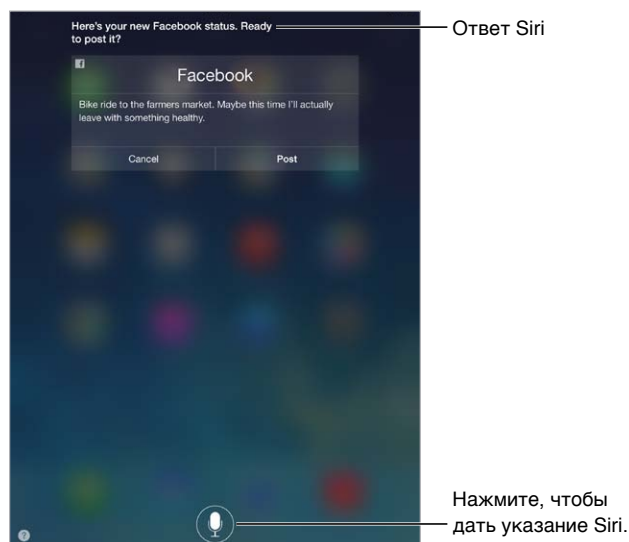 Here's your new Facebook status. Ready
to post it?
Ответ Siri
Facebook
Bike ride to the farmers market. Maybe this time I'll actually
leave with something healthy.
Cancel
Post
Нажмите, чтобы
дать указание Siri.
?